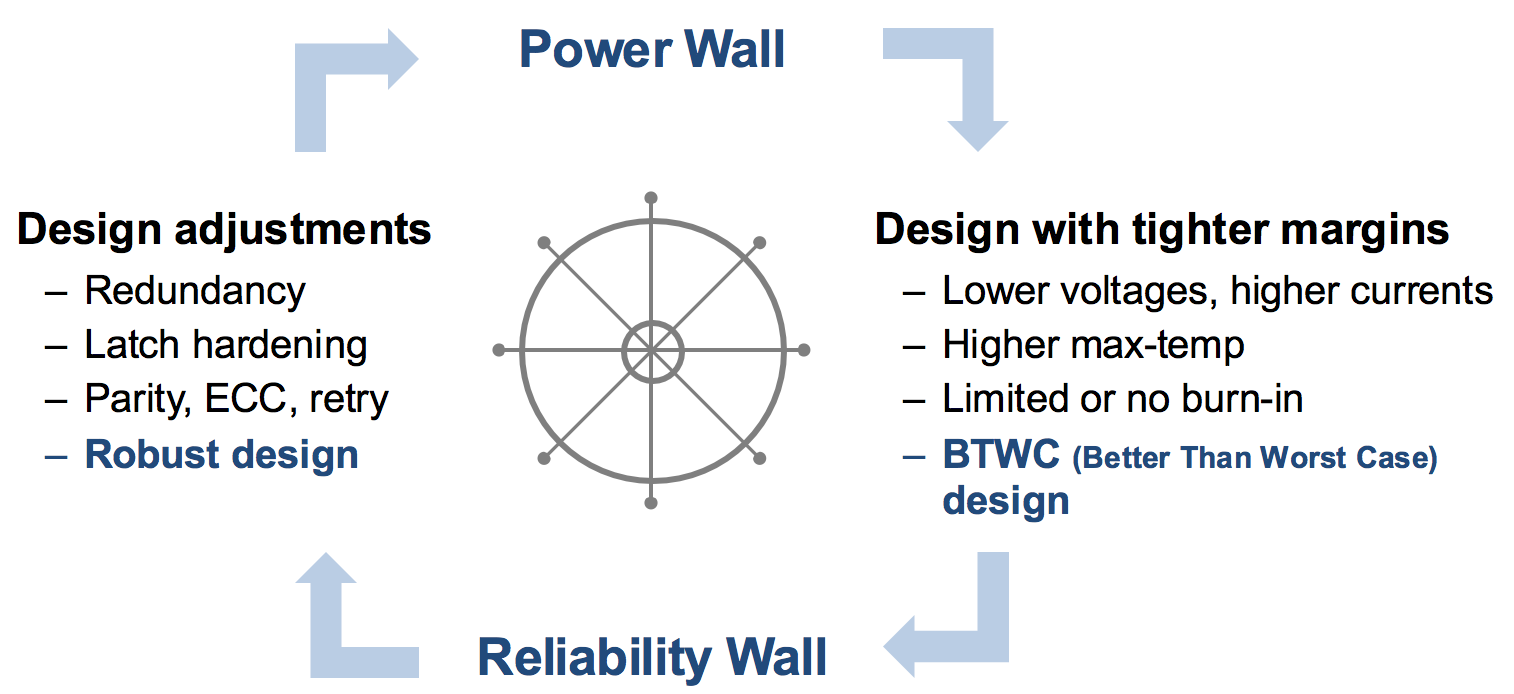 Power Wall
Design adjustments
– Redundancy
– Latch hardening
– Parity, ECC, retry
– Robust design
Design with tighter margins
– Lower voltages, higher currents
– Higher max-temp
– Limited or no burn-in
– BTWC (Better Than Worst Case)
design
Reliability Wall